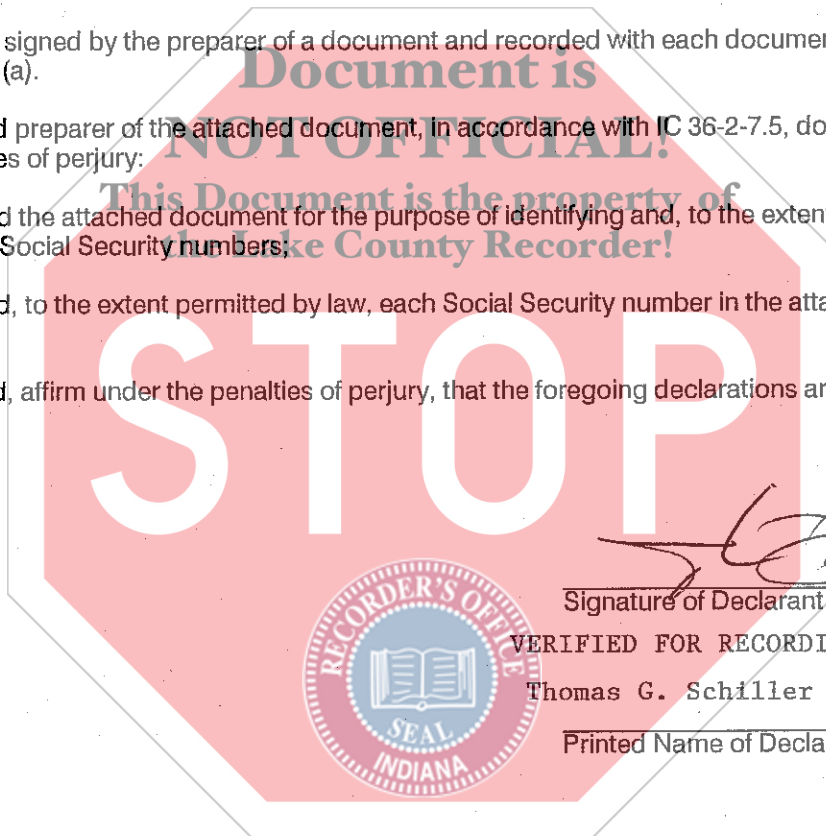 signed by the preparer of a document and recorded with each documen
(a).
Document is
d preparer of the attached document, in accordance with IC 36-2-7.5, do
NOT OFFICIAL!
es of perjury:
This Document is the property of
d the attached document for the purpose of identifying and, to the exten
Social Security numbers;
the Lake County Recorder!
d, to the extent permitted by law, each Social Security number in the atta
STOP
d, affirm under the penalties of perjury, that the foregoing declarations ar
Signature of Declarant
VERIFIED FOR RECORDI
Thomas G. Schiller
Printed Name of Decla
RECORDER'S OFFICE
SEAL
INDIANA